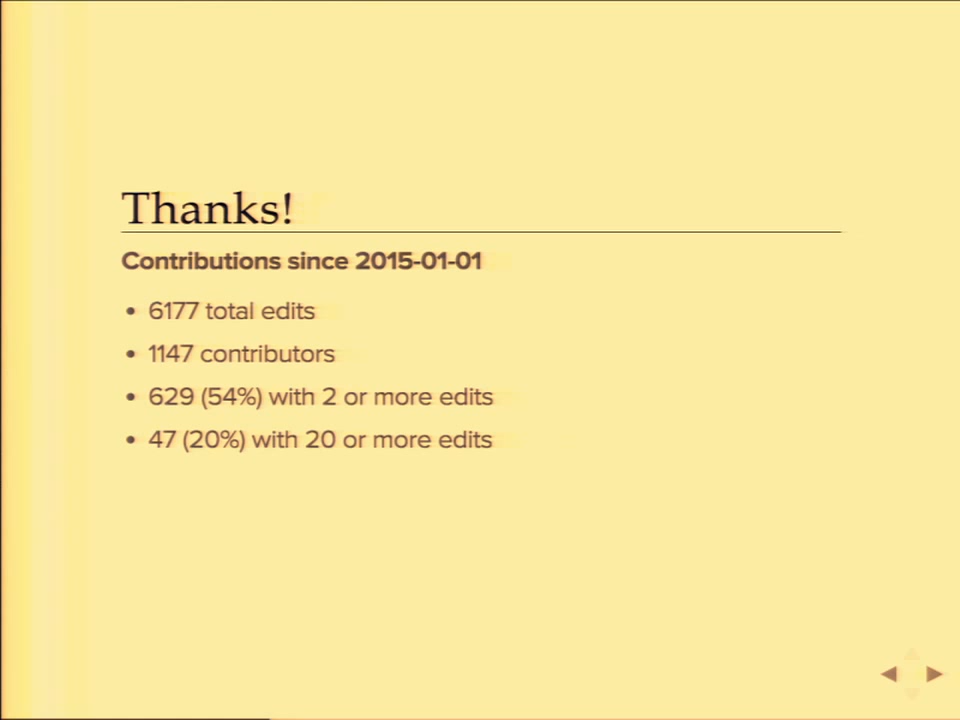 Thanks!
Contributions since 2015-01-01
• 6177 total edits
• 1147 contributors
• 629 (54%) with 2 or more edits
• 47 (20%) with 20 or more edits